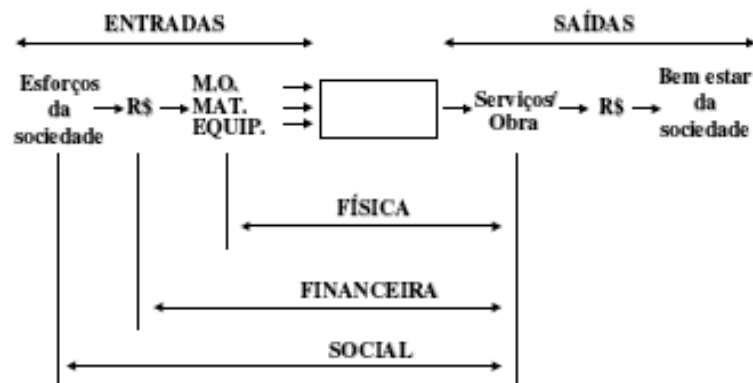 ENTRADAS
SAÍDAS
Esforços
da
sociedade
R$
M.O.
MAT.
EQUIP.
Serviços/
Obra
R$
Bem estar
da
sociedade
FÍSICA
FINANCEIRA
SOCIAL